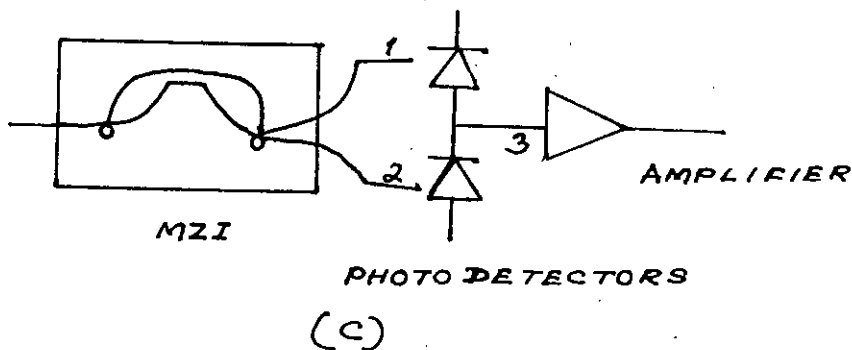 1
2
3
AMPLIFIER
MZI
PHOTO DETECTORS
(C)